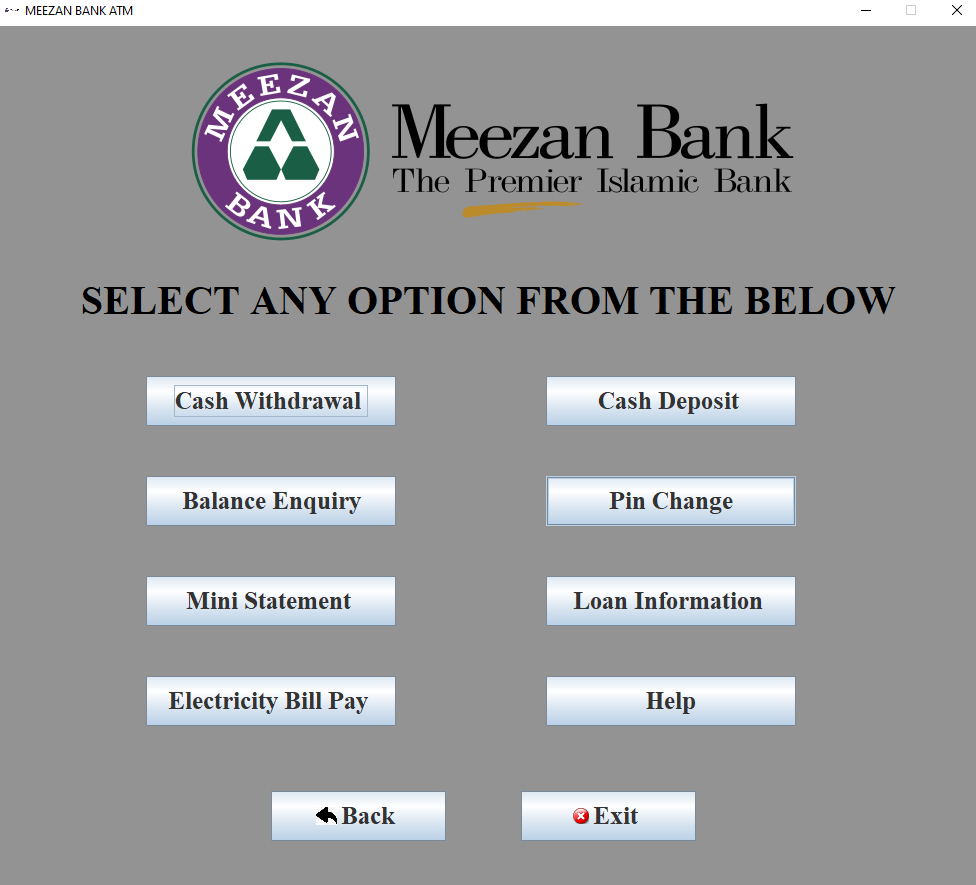 MEEZAN BANK ATM
MEEZAN
BANK
Meezan Bank
The Premier Islamic Bank
SELECT ANY OPTION FROM THE BELOW
Cash Withdrawal
Cash Deposit
Balance Enquiry
Pin Change
Mini Statement
Loan Information
Electricity Bill Pay
Help
Back
Exit